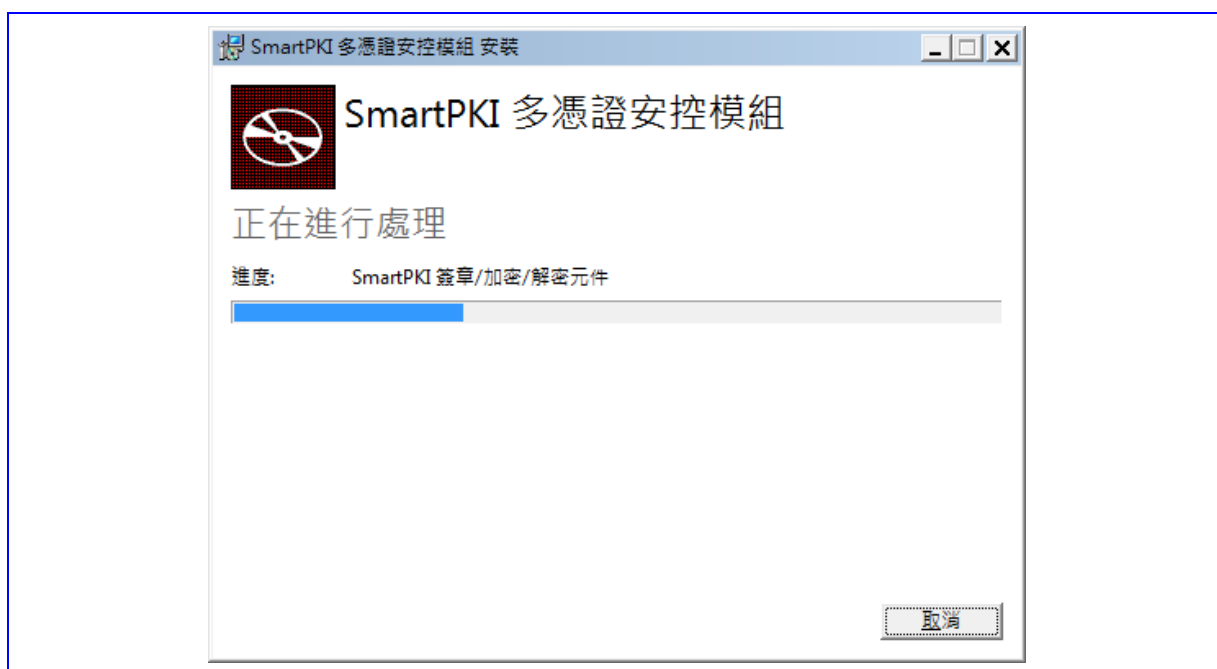 SmartPKI 多憑證安控模組 安裝
SmartPKI 多憑證安控模組
正在進行處理
進度: SmartPKI 簽章/加密/解密元件
取消